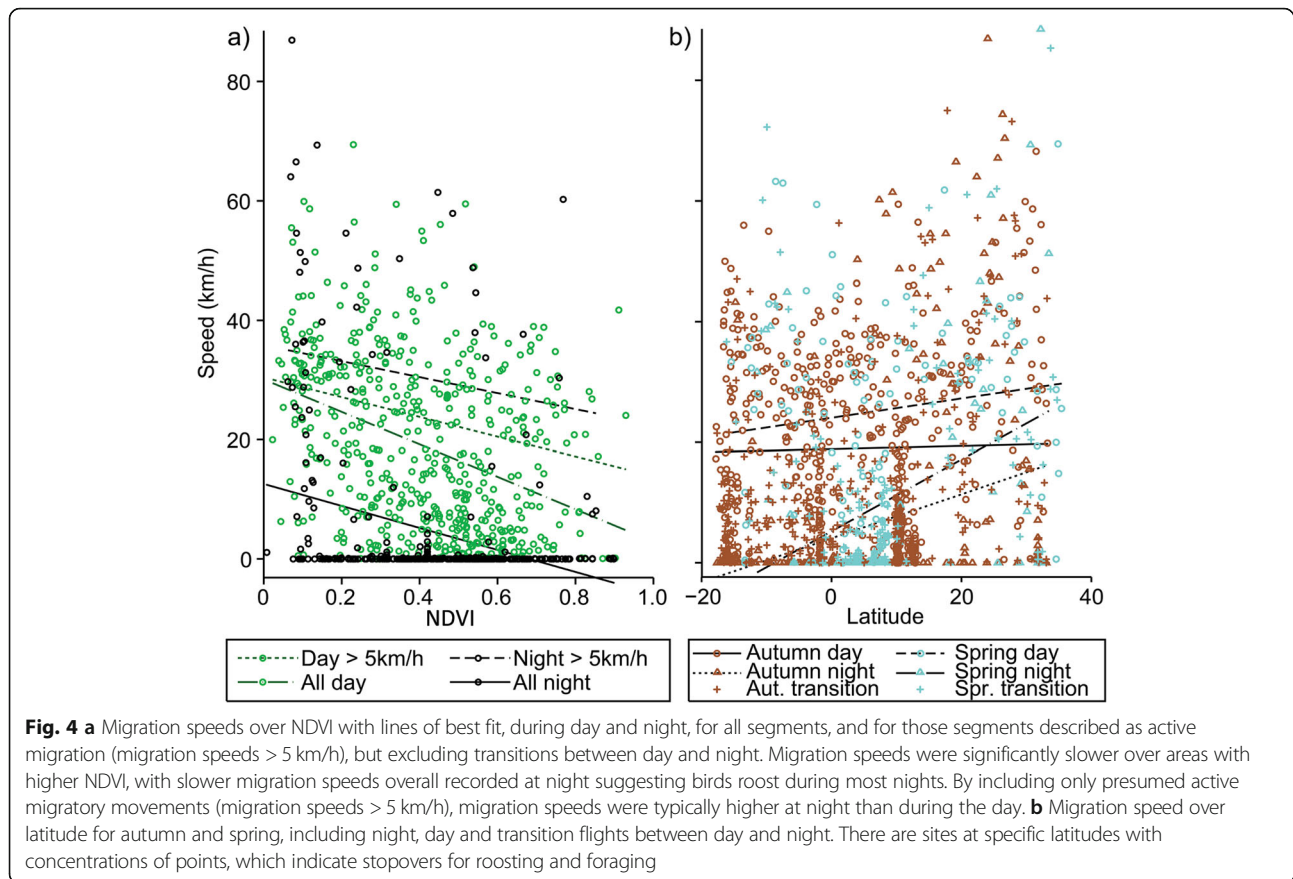 a)
b)
80
60
40
20
0
Speed (km/h)
0 0.2 0.4 0.6 0.8 1.0
NDVI
−20 0 20 40
Latitude
Day > 5km/h Night > 5km/h
All day All night
Autumn day Spring day
Autumn night Spring night
Aut. transition Spr. transition
Fig. 4 a Migration speeds over NDVI with lines of best fit, during day and night, for all segments, and for those segments described as active
migration (migration speeds > 5 km/h), but excluding transitions between day and night. Migration speeds were significantly slower over areas with
higher NDVI, with slower migration speeds overall recorded at night suggesting birds roost during most nights. By including only presumed active
migratory movements (migration speeds > 5 km/h), migration speeds were typically higher at night than during the day. b Migration speed over
latitude for autumn and spring, including night, day and transition flights between day and night. There are sites at specific latitudes with
concentrations of points, which indicate stopovers for roosting and foraging